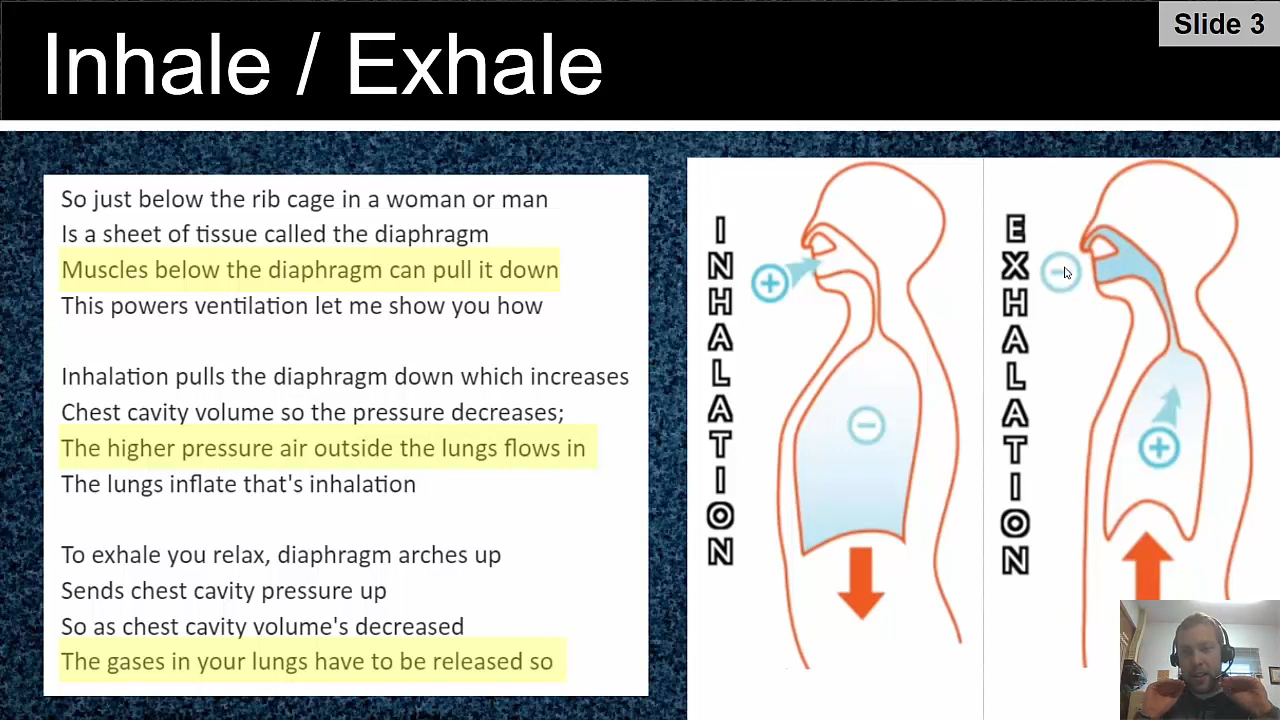 Slide 3
Inhale / Exhale
So just below the rib cage in a woman or man
Is a sheet of tissue called the diaphragm
Muscles below the diaphragm can pull it down
This powers ventilation let me show you how
Inhalation pulls the diaphragm down which increases
Chest cavity volume so the pressure decreases;
The higher pressure air outside the lungs flows in
The lungs inflate that's inhalation
To exhale you relax, diaphragm arches up
Sends chest cavity pressure up
So as chest cavity volume's decreased
The gases in your lungs have to be released so
INHALATION
+
−
EXHALATION
−
+